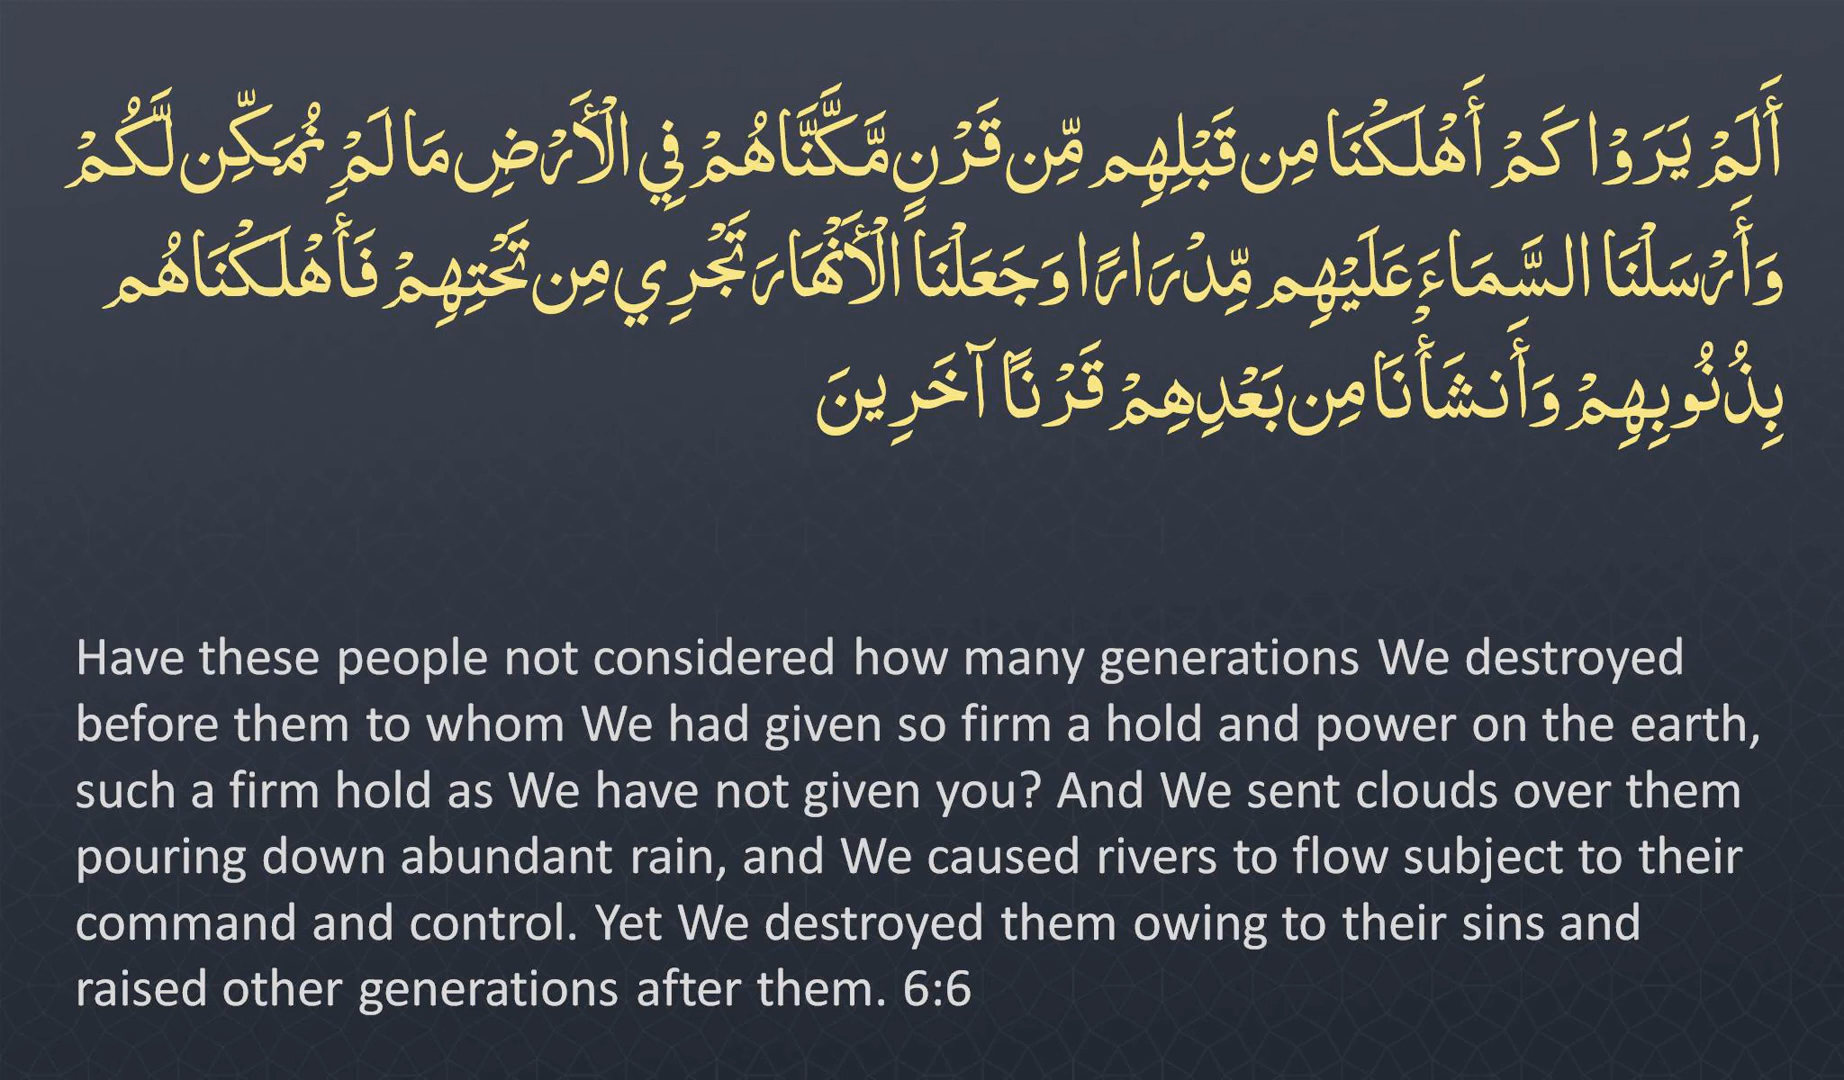 أَلَمْ يَرَوْا كَمْ أَهْلَكْنَا مِن قَبْلِهِم مِّن قَرْنٍ مَّكَّنَّاهُمْ فِي الْأَرْضِ مَا لَمْ نُمَكِّن لَّكُمْ
وَأَرْسَلْنَا السَّمَاءَ عَلَيْهِم مِّدْرَارًا وَجَعَلْنَا الْأَنْهَارَ تَجْرِي مِن تَحْتِهِمْ فَأَهْلَكْنَاهُم
بِذُنُوبِهِمْ وَأَنشَأْنَا مِن بَعْدِهِمْ قَرْنًا آخَرِينَ
Have these people not considered how many generations We destroyed
before them to whom We had given so firm a hold and power on the earth,
such a firm hold as We have not given you? And We sent clouds over them
pouring down abundant rain, and We caused rivers to flow subject to their
command and control. Yet We destroyed them owing to their sins and
raised other generations after them. 6:6